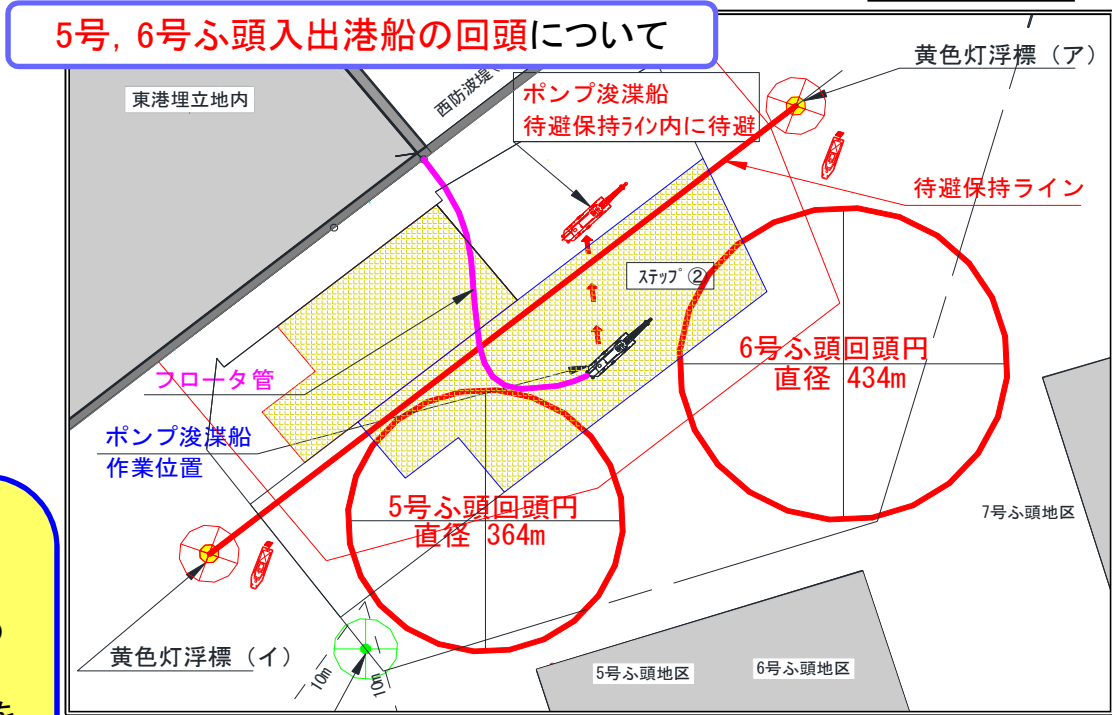 5号, 6号ふ頭入出港船の回頭について
黄色灯浮標（ア）
東港埋立地内
西防波堤
ポンプ浚渫船
待避保持ライン内に待避
待避保持ライン
ステップ②
6号ふ頭回頭円
直径 434m
フロータ管
ポンプ浚渫船
作業位置
5号ふ頭回頭円
直径 364m
7号ふ頭地区
黄色灯浮標（イ）
10m
10m
5号ふ頭地区
6号ふ頭地区